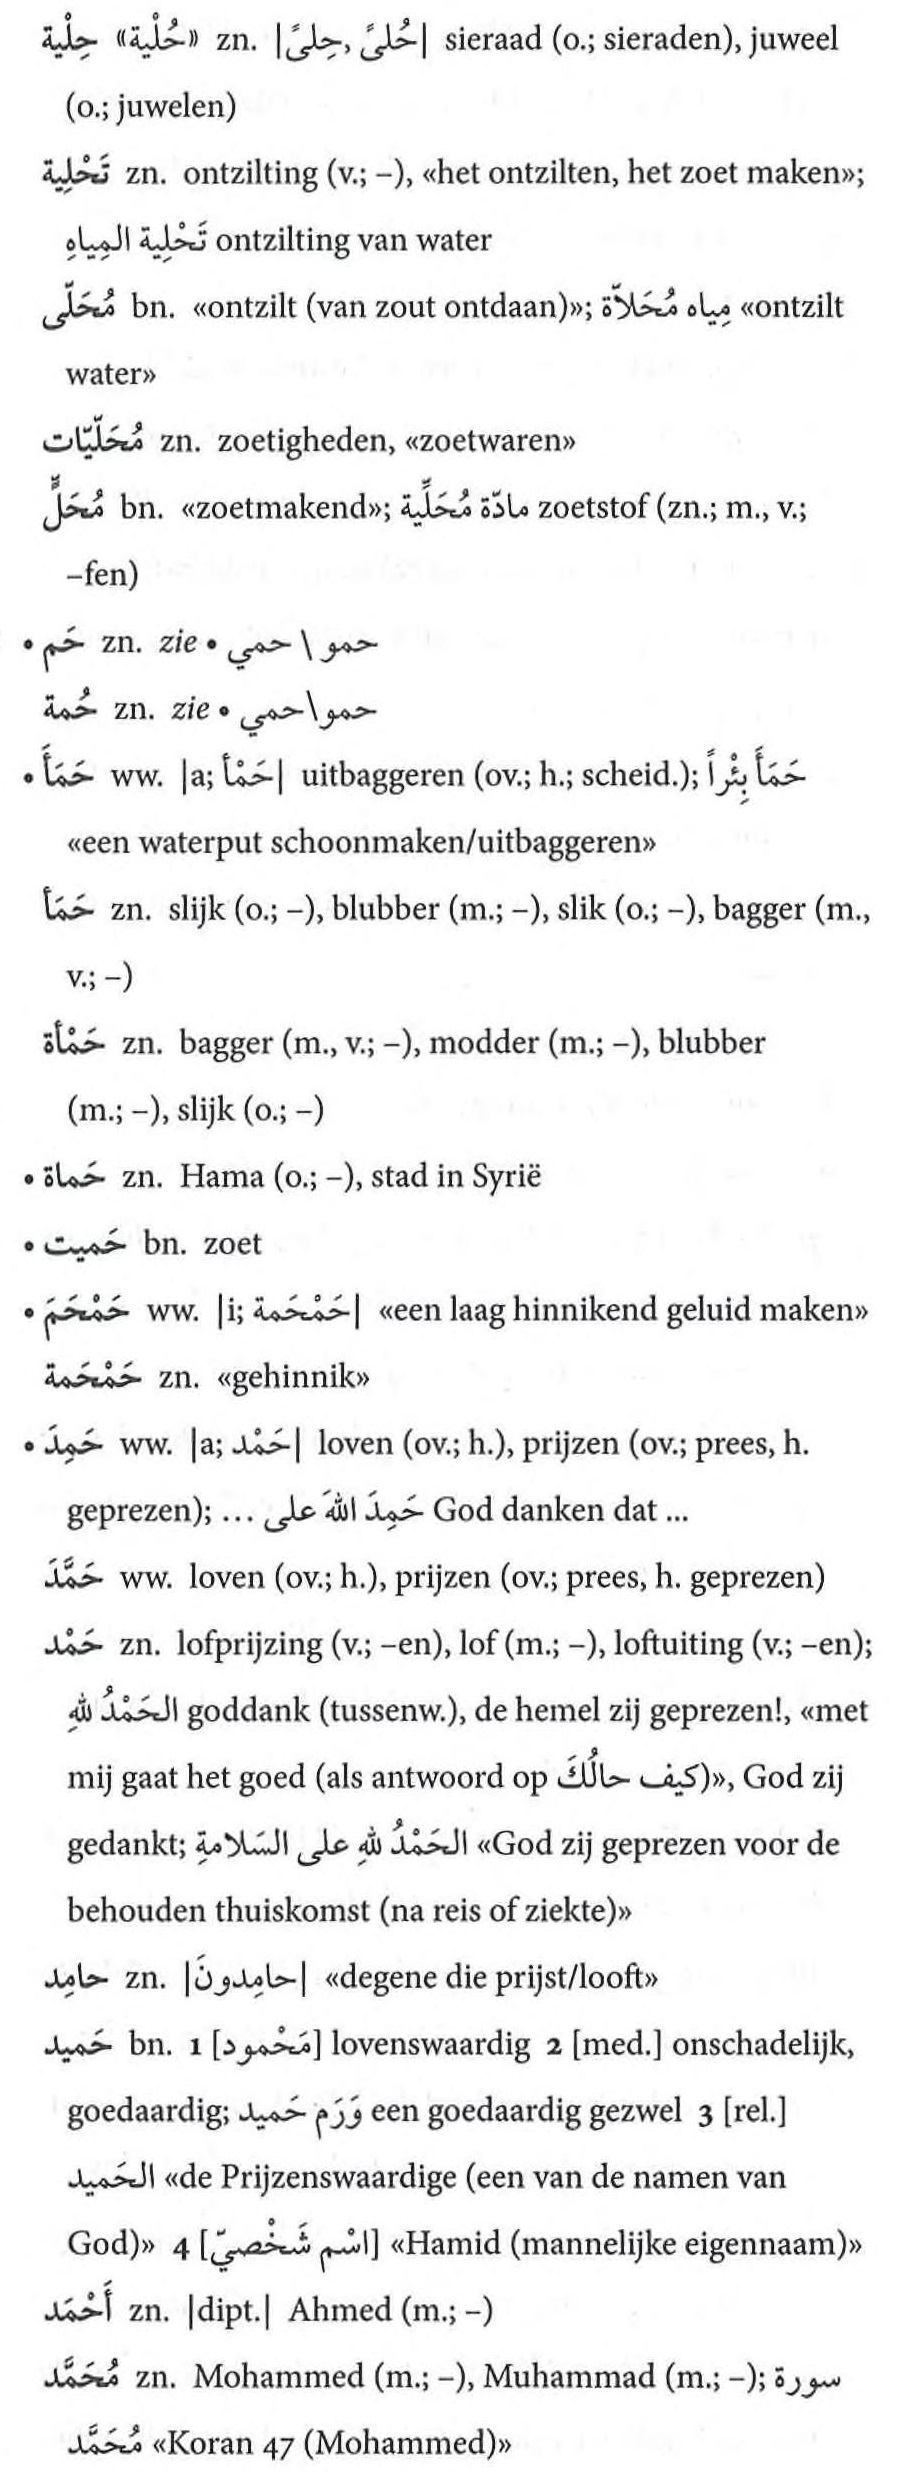 حِلْية «حُلْية» zn. |حُلىً, حِلىً| sieraad (o.; sieraden), juweel
(o.; juwelen)
تَحْلِية zn. ontzilting (v.; –), «het ontzilten, het zoet maken»;
تَحْلِية المِياهِ ontzilting van water
مُحَلّى bn. «ontzilt (van zout ontdaan)»; مِياه مُحَلاّة «ontzilt
water»
مُحَلَّيّات zn. zoetigheden, «zoetwaren»
مُحَلٍّ bn. «zoetmakend»; مادّة مُحَلِّية zoetstof (zn.; m., v.;
–fen)
• حَم zn. zie • حمو \ حمي
حُمة zn. zie • حمو\حمي
• حَمَأَ ww. |a; حَمْأ| uitbaggeren (ov.; h.; scheid.); حَمَأَ بِئْراً
«een waterput schoonmaken/uitbaggeren»
حَمَأ zn. slijk (o.; –), blubber (m.; –), slik (o.; –), bagger (m.,
v.; –)
حَمْأة zn. bagger (m., v.; –), modder (m.; –), blubber
(m.; –), slijk (o.; –)
• حَماة zn. Hama (o.; –), stad in Syrië
• حَميت bn. zoet
• حَمْحَمَ ww. |i; حَمْحَمة| «een laag hinnikend geluid maken»
حَمْحَمة zn. «gehinnik»
• حَمِدَ ww. |a; حَمْد| loven (ov.; h.), prijzen (ov.; prees, h.
geprezen); حَمِدَ اللهَ على ... God danken dat ...
حَمَّدَ ww. loven (ov.; h.), prijzen (ov.; prees, h. geprezen)
حَمْد zn. lofprijzing (v.; –en), lof (m.; –), loftuiting (v.; –en);
الحَمْدُ للهِ goddank (tussenw.), de hemel zij geprezen!, «met
mij gaat het goed (als antwoord op كيف حالُكَ)», God zij
gedankt; الحَمْدُ للهِ على السَّلامةِ «God zij geprezen voor de
behouden thuiskomst (na reis of ziekte)»
حامِد zn. |حامِدونَ| «degene die prijst/looft»
حَميد bn. 1 [مَحْمود] lovenswaardig 2 [med.] onschadelijk,
goedaardig; وَرَم حَميد een goedaardig gezwel 3 [rel.]
الحَميد «de Prijzenswaardige (een van de namen van
God)» 4 [اسْم شَخْصيّ] «Hamid (mannelijke eigennaam)»
أَحْمَد zn. |dipt.| Ahmed (m.; –)
مُحَمَّد zn. Mohammed (m.; –), Muhammad (m.; –); سورة
مُحَمَّد «Koran 47 (Mohammed)»